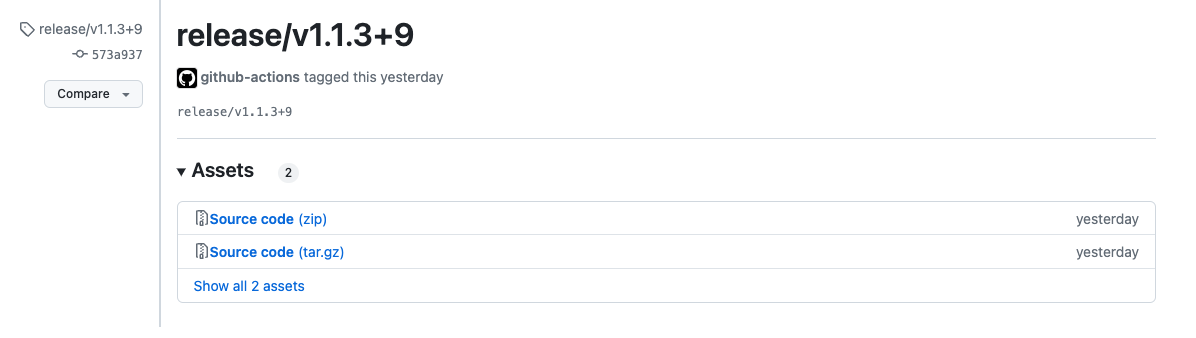 release/v1.1.3+9
573a937
Compare
release/v1.1.3+9
github-actions tagged this yesterday
release/v1.1.3+9
Assets 2
Source code (zip) yesterday
Source code (tar.gz) yesterday
Show all 2 assets